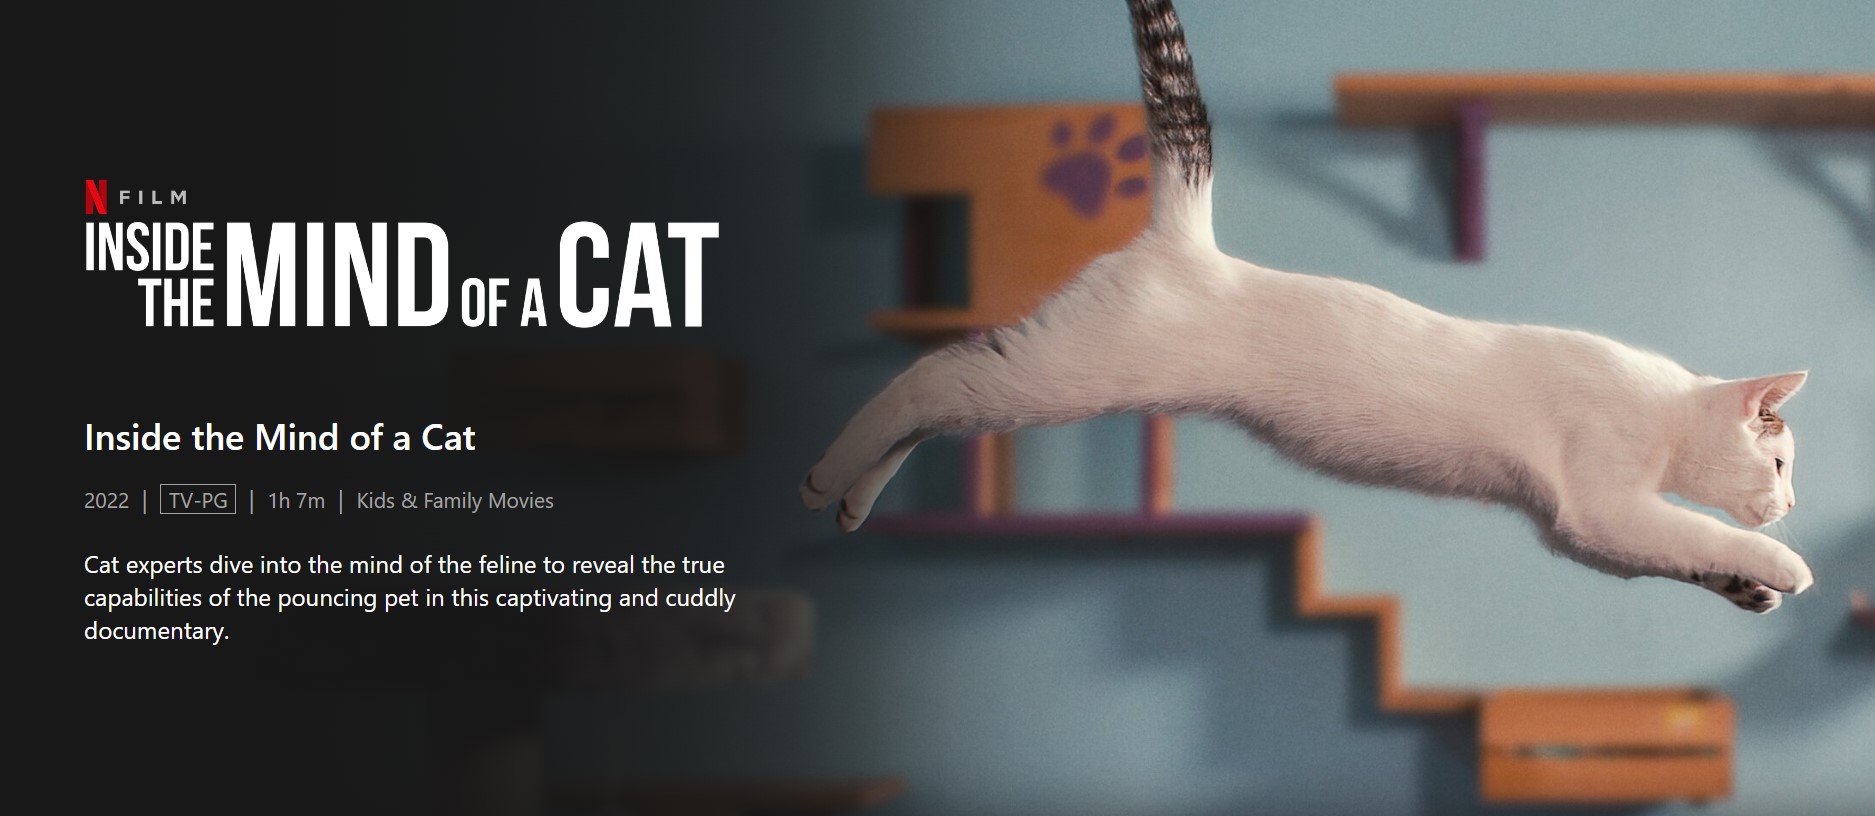 N FILM
INSIDE
THE MIND OF A CAT
Inside the Mind of a Cat
2022 | TV-PG | 1h 7m | Kids & Family Movies
Cat experts dive into the mind of the feline to reveal the true
capabilities of the pouncing pet in this captivating and cuddly
documentary.